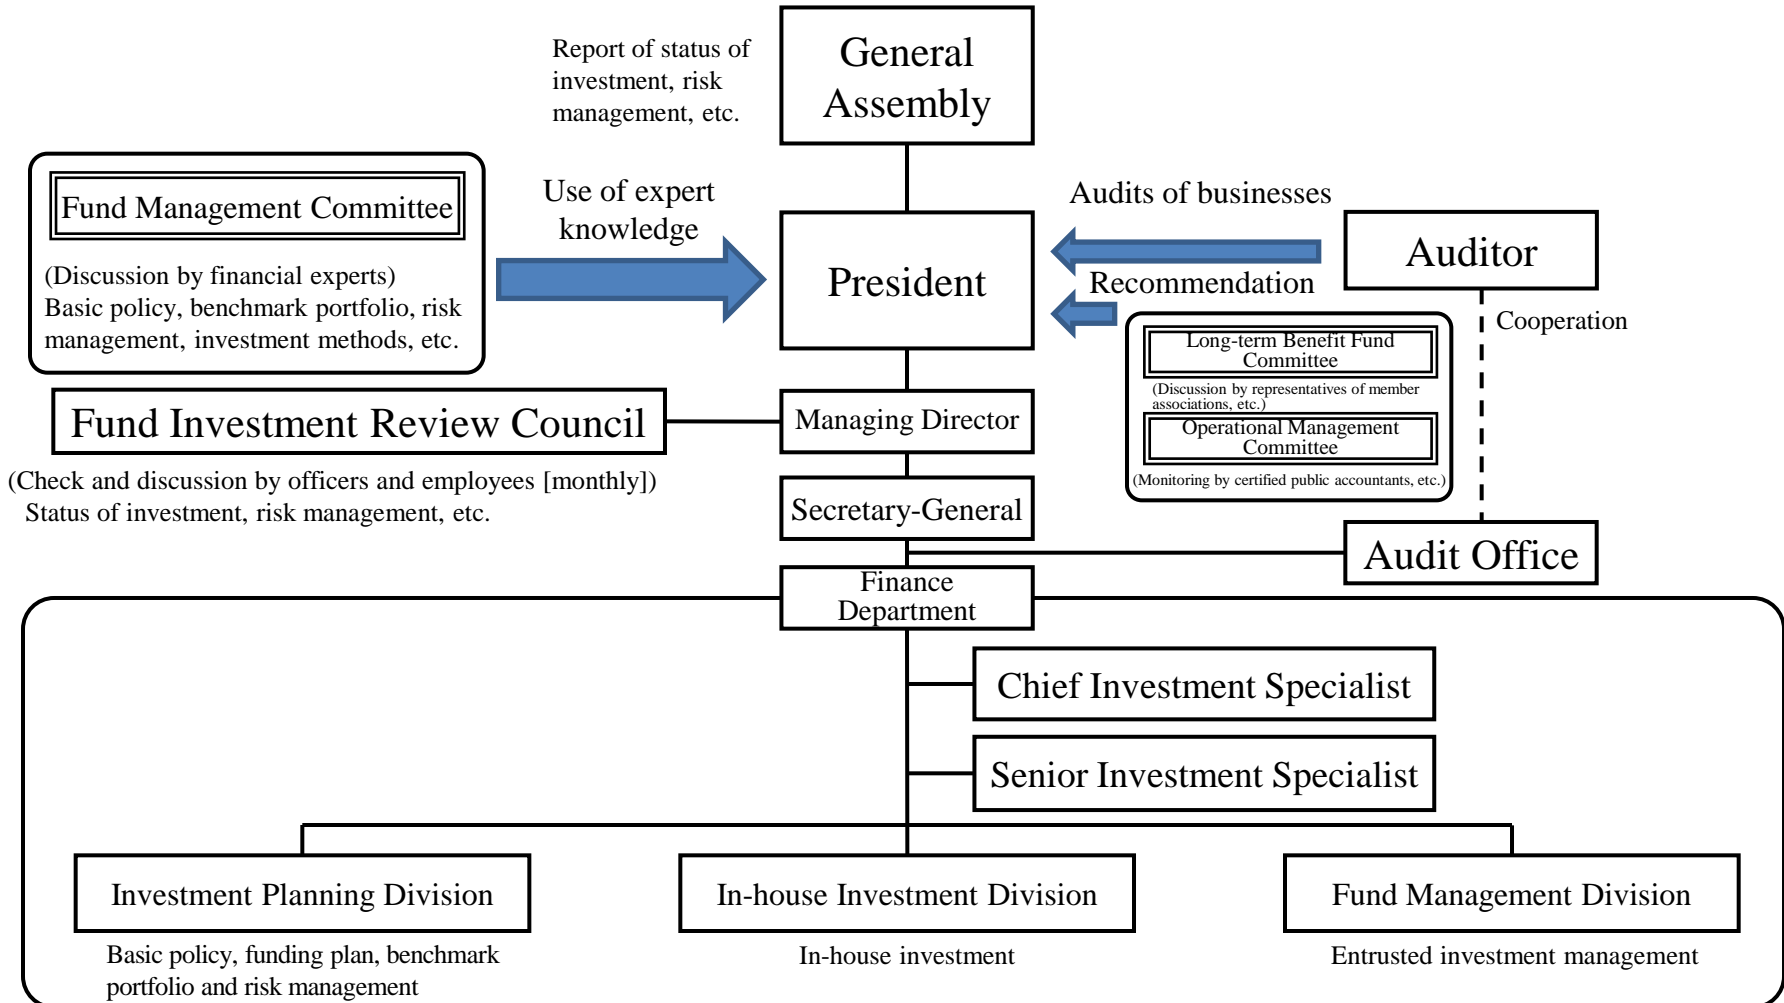 Report of status of
investment, risk
management, etc.
General
Assembly
Fund Management Committee
(Discussion by financial experts)
Basic policy, benchmark portfolio, risk
management, investment methods, etc.
Use of expert
knowledge
President
Audits of businesses
Recommendation
Auditor
Cooperation
Long-term Benefit Fund
Committee
(Discussion by representatives of member
associations, etc.)
Operational Management
Committee
(Monitoring by certified public accountants, etc.)
Fund Investment Review Council
(Check and discussion by officers and employees [monthly])
Status of investment, risk management, etc.
Managing Director
Secretary-General
Audit Office
Finance
Department
Chief Investment Specialist
Senior Investment Specialist
Investment Planning Division
Basic policy, funding plan, benchmark
portfolio and risk management
In-house Investment Division
In-house investment
Fund Management Division
Entrusted investment management